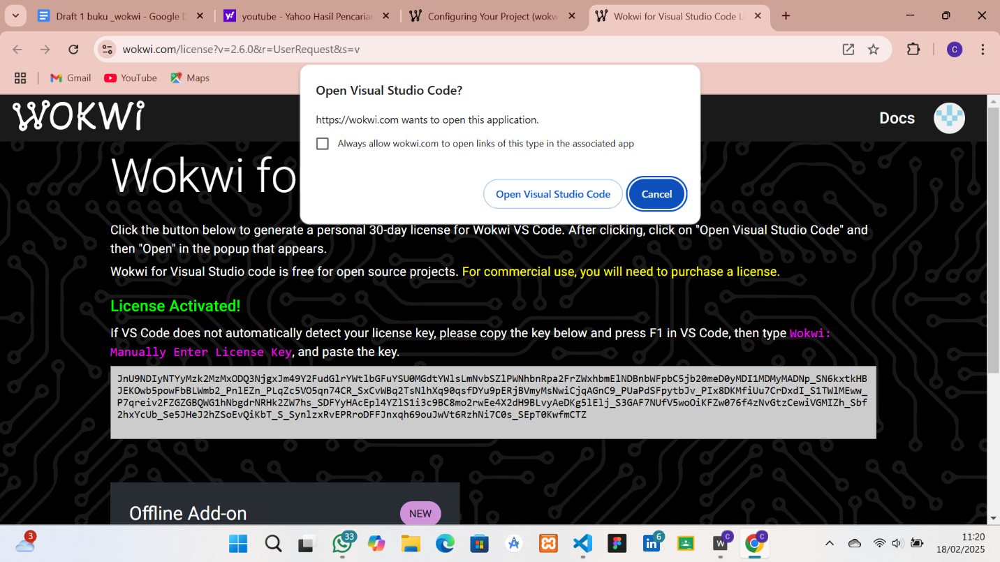 Draft 1 buku _wokwi - Google D
youtube - Yahoo Hasil Pencarian
Configuring Your Project (wokw
Wokwi for Visual Studio Code Li
wokwi.com/license?v=2.6.0&r=UserRequest&s=v
C
Gmail
YouTube
Maps
Open Visual Studio Code?
https://wokwi.com wants to open this application.
Always allow wokwi.com to open links of this type in the associated app
Open Visual Studio Code
Cancel
WOKWi
Docs
Wokwi fo
Click the button below to generate a personal 30-day license for Wokwi VS Code. After clicking, click on "Open Visual Studio Code" and
then "Open" in the popup that appears.
Wokwi for Visual Studio code is free for open source projects. For commercial use, you will need to purchase a license.
License Activated!
If VS Code does not automatically detect your license key, please copy the key below and press F1 in VS Code, then type Wokwi:
Manually Enter License Key, and paste the key.
JnU9NDIyNTYyMzk2MzMxODQ3NjgxJm49Y2FudGlrYWtlbGFuYSU0MGdtYWlsLmNvbSZlPWNhbnRpa2FrZWxhbmElNDBnbWFpbC5jb20meD0yMDI1MDMyMADNp_SN6kxtkHB
JEKOwb5powFbBLWmb2_PnlEZn_PLqZc5VO5qn74CR_SxCvWBq2TsNlhXq90qsfDYu9pERjBVmyMsNwiCjqAGnC9_PUaPdSFpytbJv_PIx8DKMfiUu7CrDxdI_S1TWlMEww_
P7qreiv2FZGZGBQWG1hNbgdrNRHk2ZW7hs_SDFYyHAcEpl4YZlS1i3c9BC8mo2rwEe4X2dH9BLvyAeDKg5lElj_S3GAF7NUfV5woOiKFZw076f4zNvGtzCewiVGMIZh_Sbf
2hxYcUb_Se5JHeJ2hZSoEvQiKbT_S_SynlzxRvEPRroDFFJnxqh69ouJwVt6RzhNi7C0s_SEpT0KwfmCTZ
Offline Add-on
NEW
3
33
6
C
C
11:20
18/02/2025